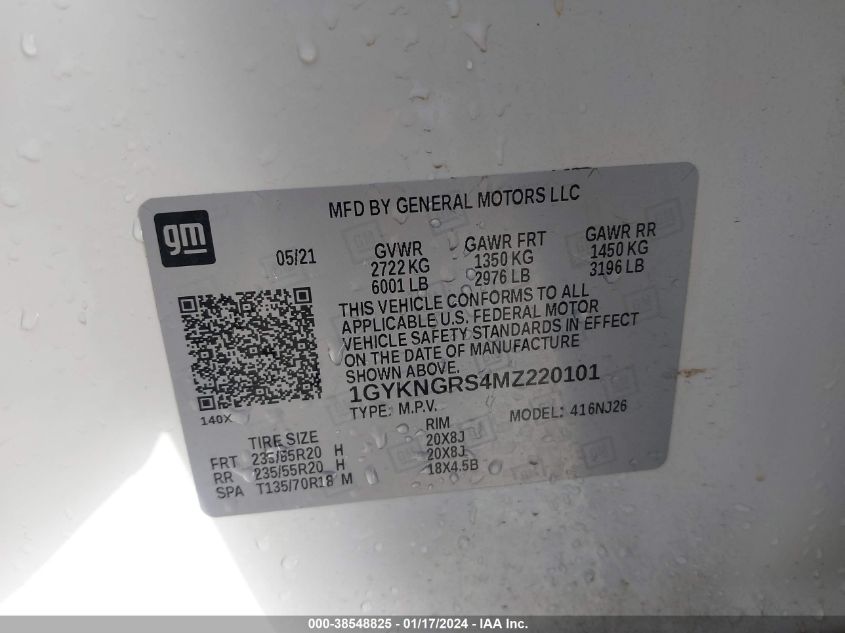 MFD BY GENERAL MOTORS LLC
gm
05/21
GVWR GAWR FRT GAWR RR
2722 KG 1350 KG 1450 KG
6001 LB 2976 LB 3196 LB
THIS VEHICLE CONFORMS TO ALL
APPLICABLE U.S. FEDERAL MOTOR
VEHICLE SAFETY STANDARDS IN EFFECT
ON THE DATE OF MANUFACTURE
SHOWN ABOVE.
1GYKNGRS4MZ220101
140X
TYPE: M.P.V. MODEL: 416NJ26
TIRE SIZE RIM
FRT 235/55R20 H 20X8J
RR 235/55R20 H 20X8J
SPA T135/70R18 M 18X4.5B
000-38548825 - 01/17/2024 - IAA Inc.